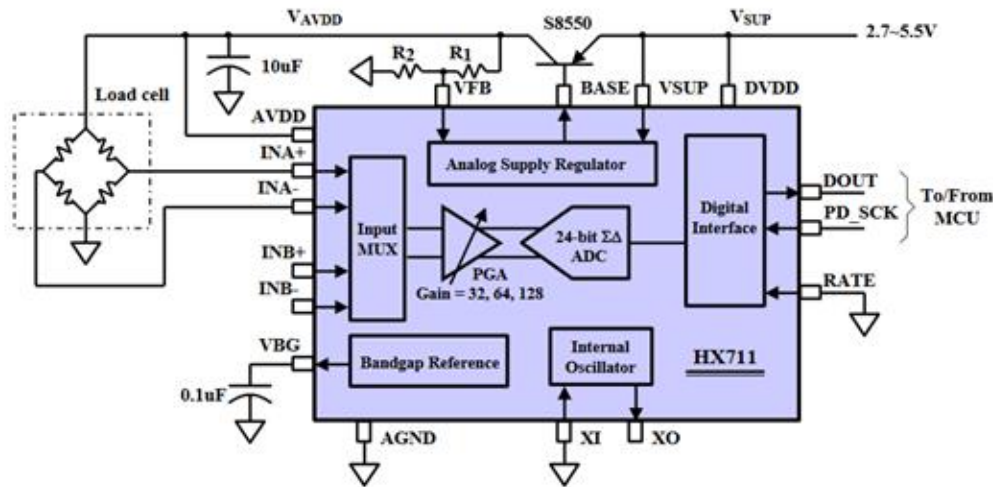 V_AVDD
S8550
V_SUP
2.7~5.5V
10uF
R2
R1
Load cell
VFB
BASE
VSUP
DVDD
AVDD
INA+
INA-
INB+
INB-
VBG
0.1uF
Analog Supply Regulator
Input
MUX
PGA
Gain = 32, 64, 128
24-bit ΣΔ
ADC
Digital
Interface
DOUT
PD_SCK
To/From
MCU
RATE
Bandgap Reference
Internal
Oscillator
HX711
AGND
XI
XO